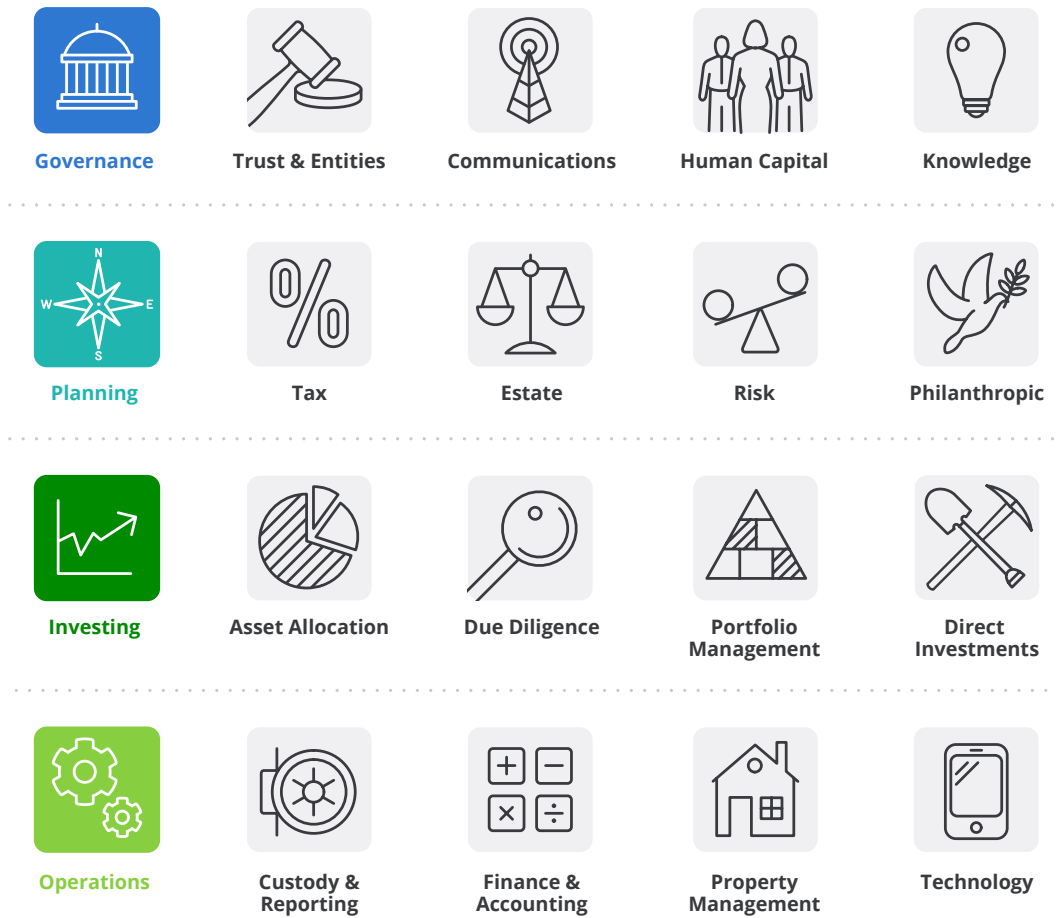 Governance
Trust & Entities
Communications
Human Capital
Knowledge
N
W
E
S
Planning
Tax
Estate
Risk
Philanthropic
Investing
Asset Allocation
Due Diligence
Portfolio
Management
Direct
Investments
Operations
Custody &
Reporting
Finance &
Accounting
Property
Management
Technology